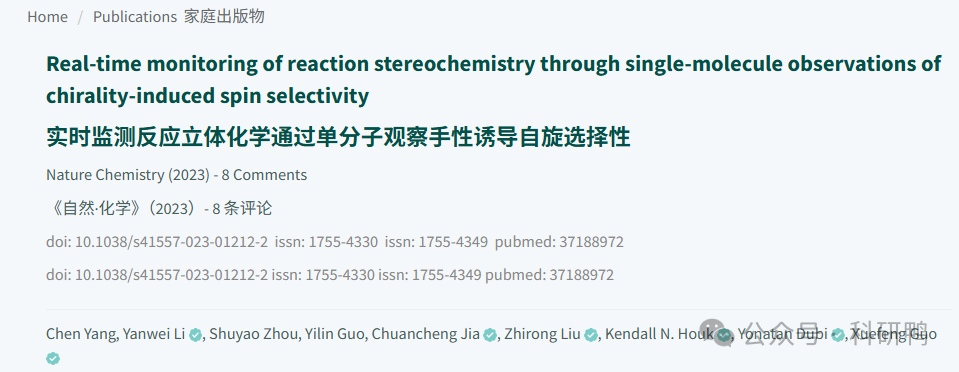 Home / Publications 家庭出版物
Real-time monitoring of reaction stereochemistry through single-molecule observations of
chirality-induced spin selectivity
实时监测反应立体化学通过单分子观察手性诱导自旋选择性
Nature Chemistry (2023) - 8 Comments
《自然·化学》（2023）- 8 条评论
doi: 10.1038/s41557-023-01212-2 issn: 1755-4330 issn: 1755-4349 pubmed: 37188972
doi: 10.1038/s41557-023-01212-2 issn: 1755-4330 issn: 1755-4349 pubmed: 37188972
Chen Yang, Yanwei Li, Shuyao Zhou, Yilin Guo, Chuancheng Jia, Zhirong Liu, Kendall N. Houk, Yonatan Dubi, Xuefeng Guo
公众号 · 科研鸭